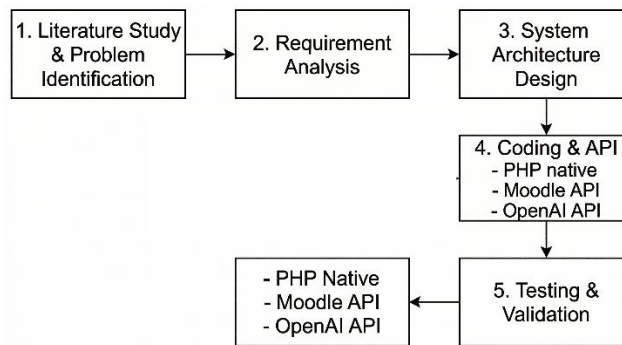 1. Literature Study
& Problem
Identification
2. Requirement
Analysis
3. System
Architecture
Design
4. Coding & API
- PHP native
- Moodle API
- OpenAI API
5. Testing &
Validation
- PHP Native
- Moodle API
- OpenAI API